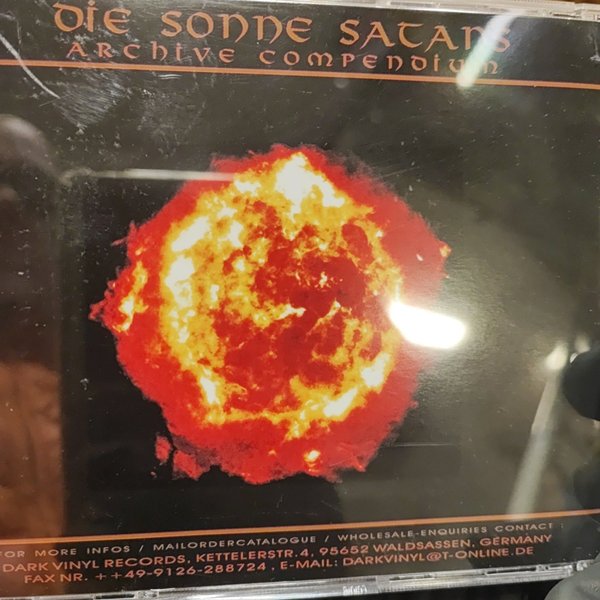 Die Sonne Satans
Archive Compendium
FOR MORE INFOS / MAILORDERCATALOGUE / WHOLESALE-ENQUIRIES CONTACT :
DARK VINYL RECORDS, KETTELERSTR.4, 95652 WALDSASSEN, GERMANY
FAX NR. ++49-9126-288724 , E-MAIL: DARKVINYL@T-ONLINE.DE